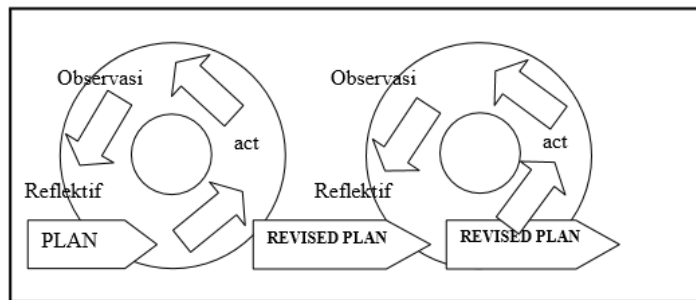 Observasi
act
Reflektif
PLAN
Observasi
act
Reflektif
REVISED PLAN
REVISED PLAN